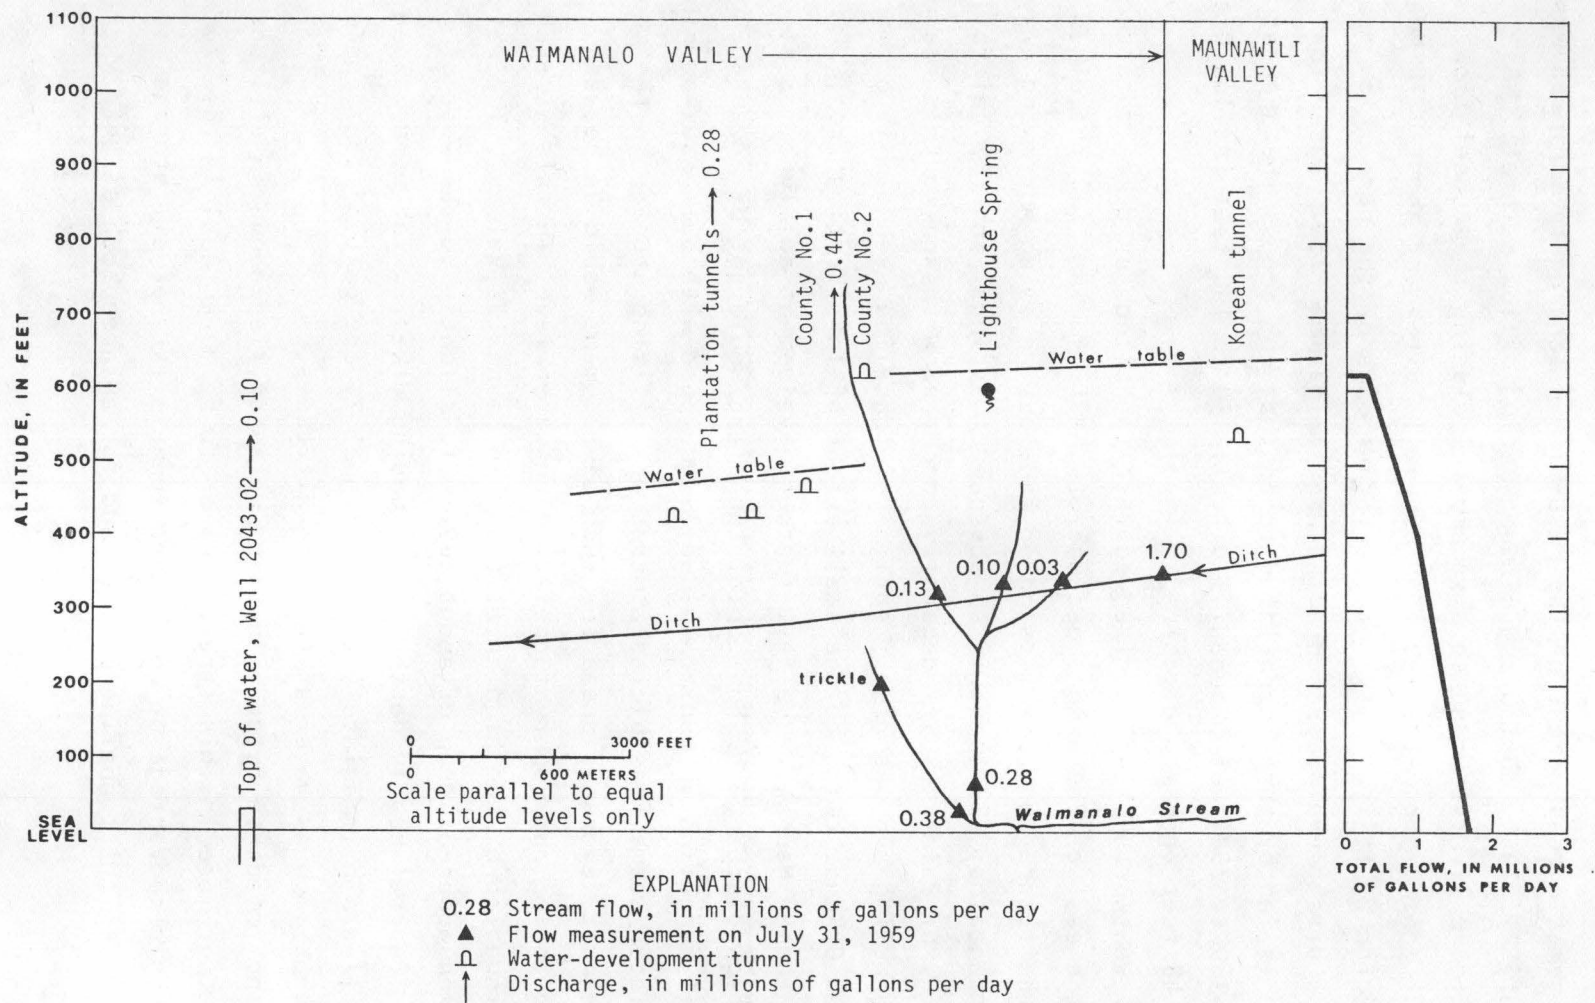 1100
1000
900
800
700
600
500
400
300
200
100
SEA
LEVEL
ALTITUDE, IN FEET
WAIMANALO VALLEY
MAUNAWILI
VALLEY
Top of water, Well 2043-02 0.10
Plantation tunnels 0.28
County No.1
0.44
County No.2
Lighthouse Spring
Korean tunnel
Water table
Water table
0.13
0.10
0.03
1.70
Ditch
Ditch
trickle
0.28
0.38
Waimanalo Stream
0 3000 FEET
0 600 METERS
Scale parallel to equal
altitude levels only
0 1 2 3
TOTAL FLOW, IN MILLIONS
OF GALLONS PER DAY
EXPLANATION
0.28 Stream flow, in millions of gallons per day
Flow measurement on July 31, 1959
Water-development tunnel
Discharge, in millions of gallons per day